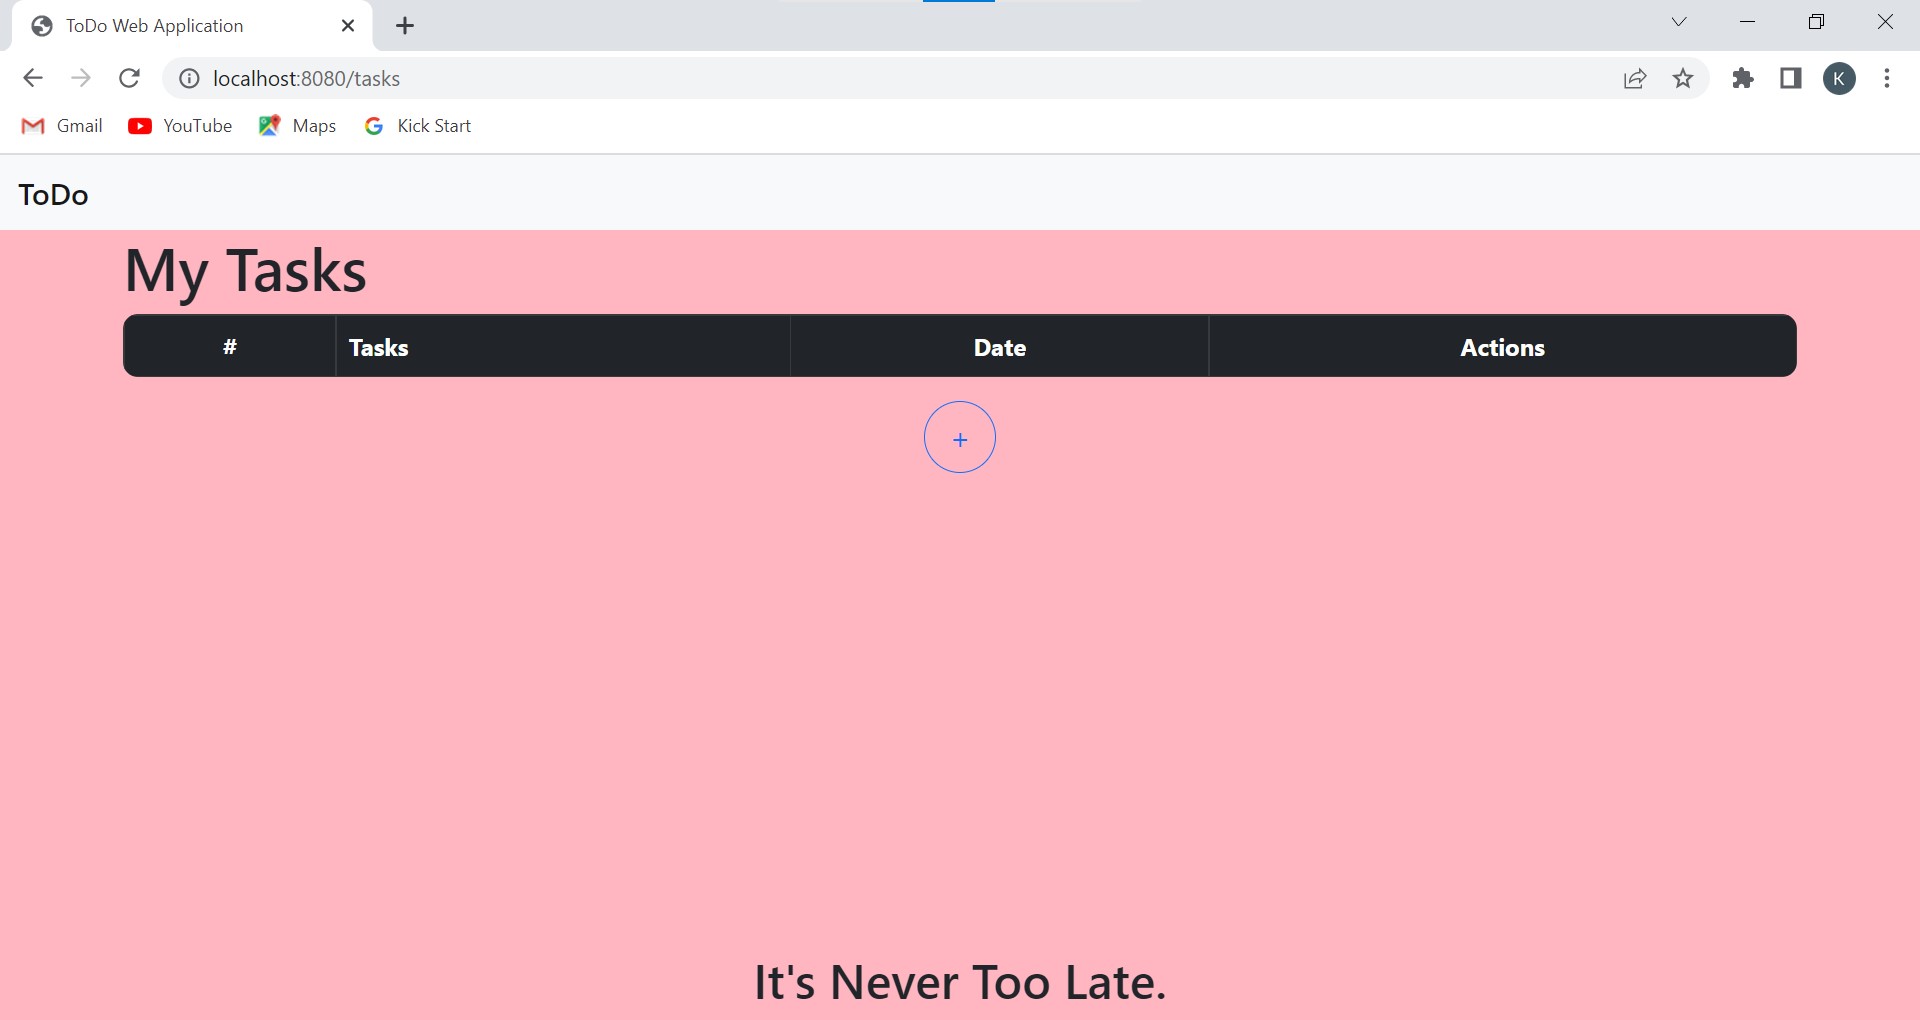 ToDo Web Application
localhost:8080/tasks
K
Gmail YouTube Maps Kick Start
ToDo
My Tasks
# Tasks Date Actions
+
It's Never Too Late.